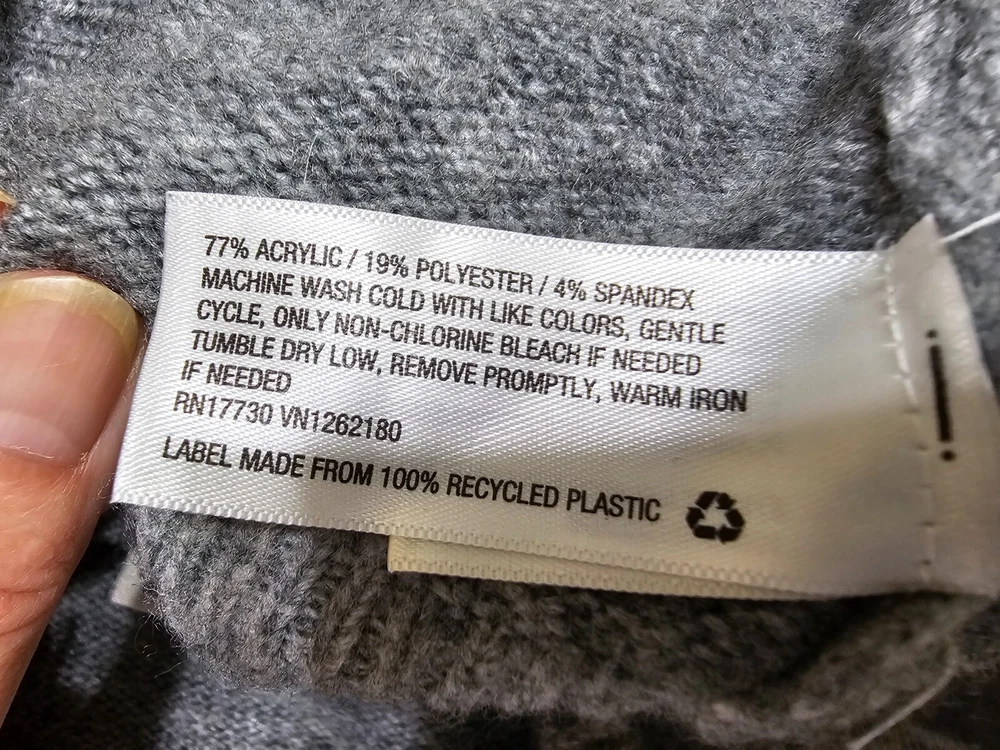 77% ACRYLIC / 19% POLYESTER / 4% SPANDEX
MACHINE WASH COLD WITH LIKE COLORS, GENTLE
CYCLE, ONLY NON-CHLORINE BLEACH IF NEEDED
TUMBLE DRY LOW, REMOVE PROMPTLY, WARM IRON
IF NEEDED
RN17730 VN1262180
LABEL MADE FROM 100% RECYCLED PLASTIC